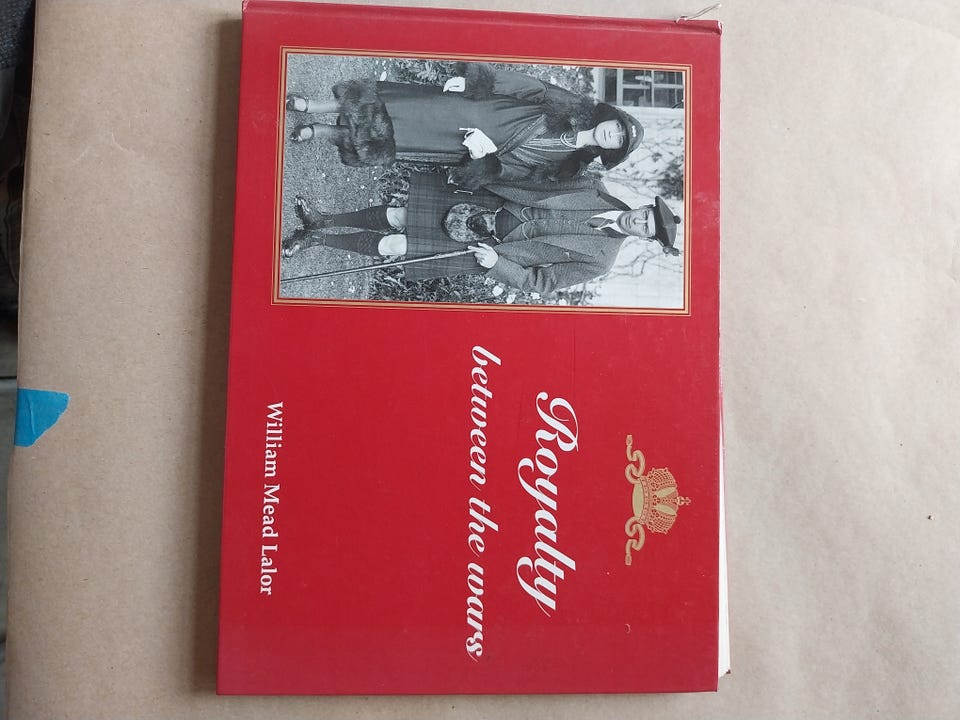 Royalty
between the wars
William Mead Lalor